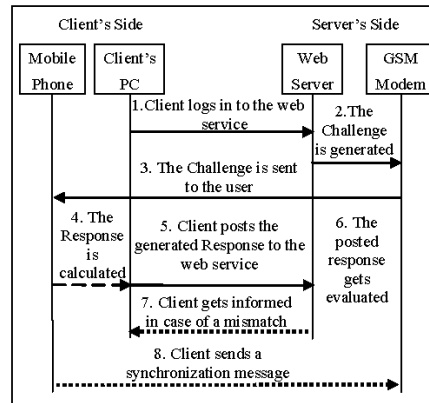 Client's Side
Server's Side
Mobile
Phone
Client's
PC
Web
Server
GSM
Modem
1.Client logs in to the web
service
2.The
Challenge
is generated
3. The Challenge is sent
to the user
4. The
Response
is
calculated
5. Client posts the
generated Response to the
web service
6. The
posted
response
gets
evaluated
7. Client gets informed
in case of a mismatch
8. Client sends a
synchronization message